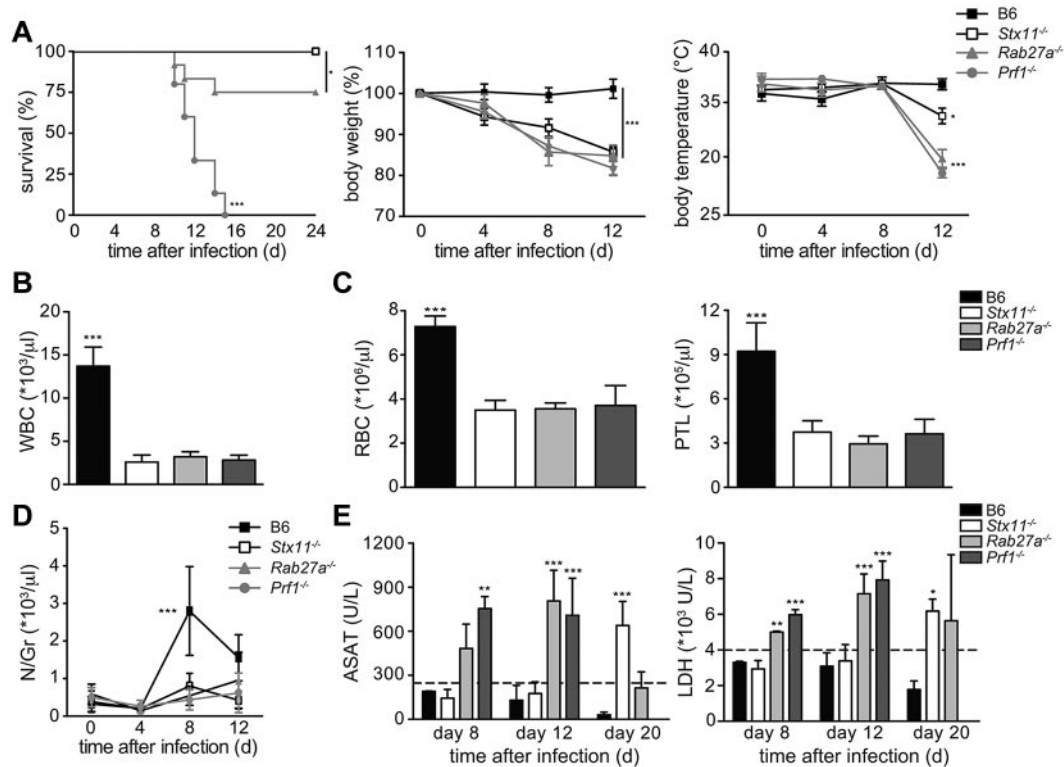 A
survival (%)
100
75
50
25
0
0 4 8 12 16 20 24
time after infection (d)
*
***
body weight (%)
110
100
90
80
70
0 4 8 12
time after infection (d)
***
body temperature (°C)
40
35
20
25
0 4 8 12
time after infection (d)
*
***
B6
Stx11-/-
Rab27a-/-
Prf1-/-
B
WBC (*10³/µl)
20
15
10
5
0
***
C
RBC (*10⁶/µl)
8
6
4
2
0
***
PTL (*10⁵/µl)
12
9
6
3
0
***
B6
Stx11-/-
Rab27a-/-
Prf1-/-
D
N/Gr (*10³/µl)
5
4
3
2
1
0
0 4 8 12
time after infection (d)
***
B6
Stx11-/-
Rab27a-/-
Prf1-/-
E
ASAT (U/L)
1200
900
600
300
0
** *** *** ***
day 8 day 12 day 20
time after infection (d)
LDH (*10³ U/L)
10
8
6
4
2
0
** *** *** *** *
day 8 day 12 day 20
time after infection (d)
B6
Stx11-/-
Rab27a-/-
Prf1-/-